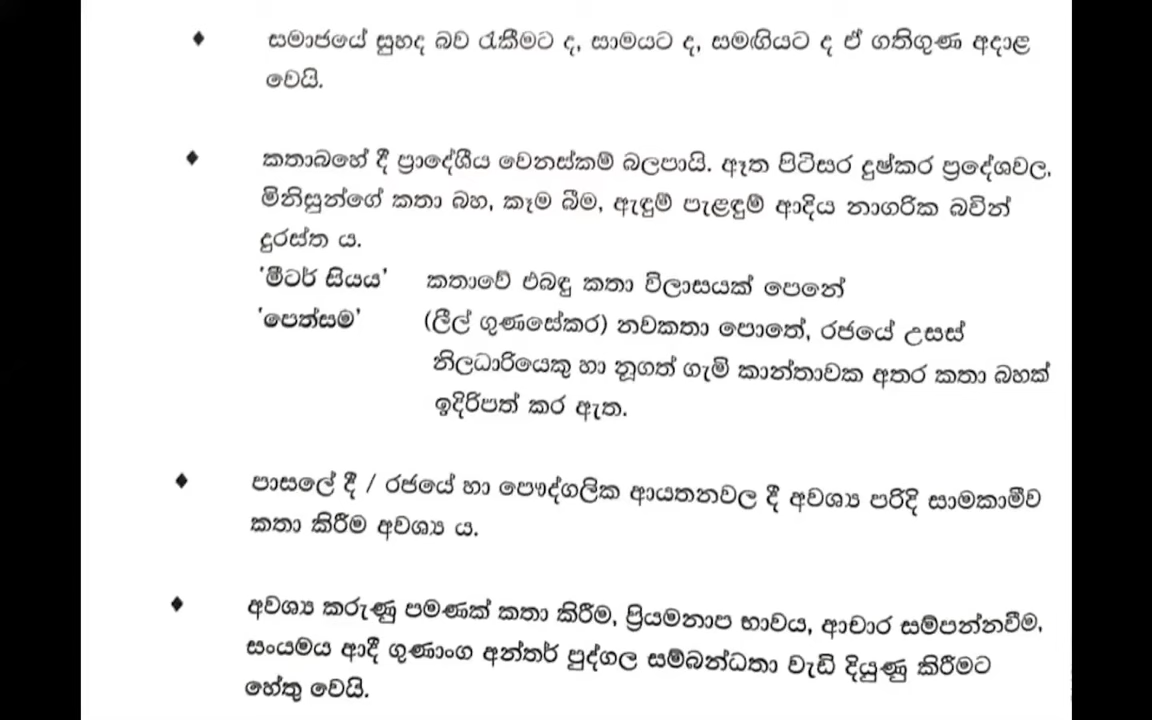 ♦ සමාජයේ සුහද බව රැකීමට ද, සාමයට ද, සමඟියට ද ඒ ගතිගුණ අදාළ
වෙයි.
♦ කතාබහේ දී ප්‍රාදේශීය වෙනස්කම් බලපායි. ඈත පිටිසර දුෂ්කර ප්‍රදේශවල,
මිනිසුන්ගේ කතා බහ, කෑම බීම, ඇඳුම් පැළඳුම් ආදිය නාගරික බවින්
දුරස්ත ය.
'මීටර් සියය' කතාවේ එබඳු කතා විලාසයක් පෙනේ
'පෙත්සම' (ලීල් ගුණසේකර) නවකතා පොතේ, රජයේ උසස්
නිලධාරියෙකු හා නූගත් ගැමි කාන්තාවක අතර කතා බහක්
ඉදිරිපත් කර ඇත.
♦ පාසලේ දී / රජයේ හා පෞද්ගලික ආයතනවල දී අවශ්‍ය පරිදි සාමකාමීව
කතා කිරීම අවශ්‍ය ය.
♦ අවශ්‍ය කරුණු පමණක් කතා කිරීම, ප්‍රියමනාප භාවය, ආචාර සම්පන්නවීම,
සංයමය ආදී ගුණාංග අන්තර් පුද්ගල සම්බන්ධතා වැඩි දියුණු කිරීමට
හේතු වෙයි.